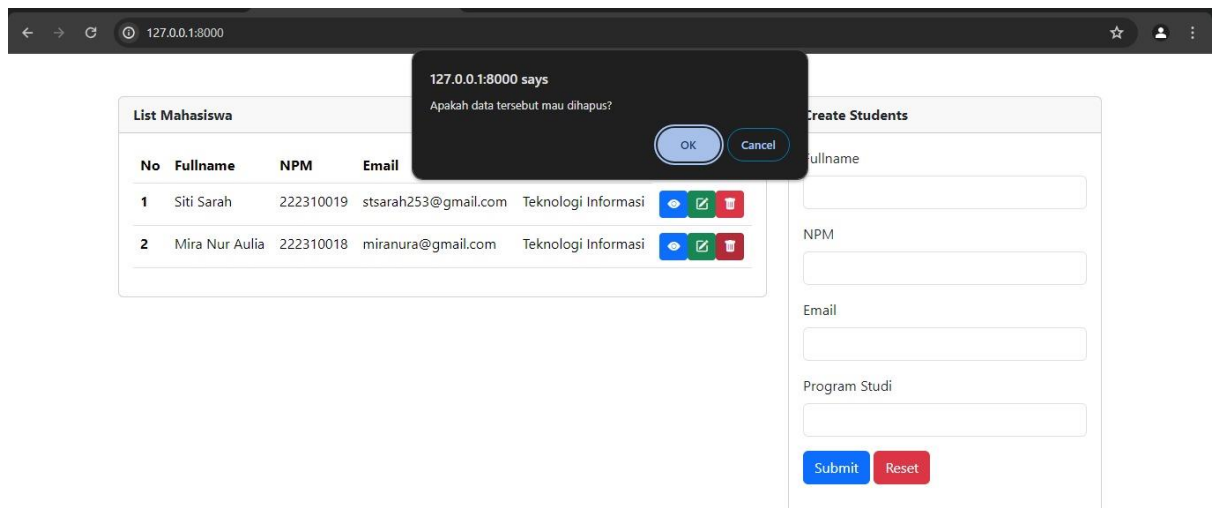 127.0.0.1:8000
127.0.0.1:8000 says
Apakah data tersebut mau dihapus?
OK Cancel
List Mahasiswa
No Fullname NPM Email
1 Siti Sarah 222310019 stsarah253@gmail.com Teknologi Informasi
2 Mira Nur Aulia 222310018 miranura@gmail.com Teknologi Informasi
Create Students
Fullname
NPM
Email
Program Studi
Submit Reset